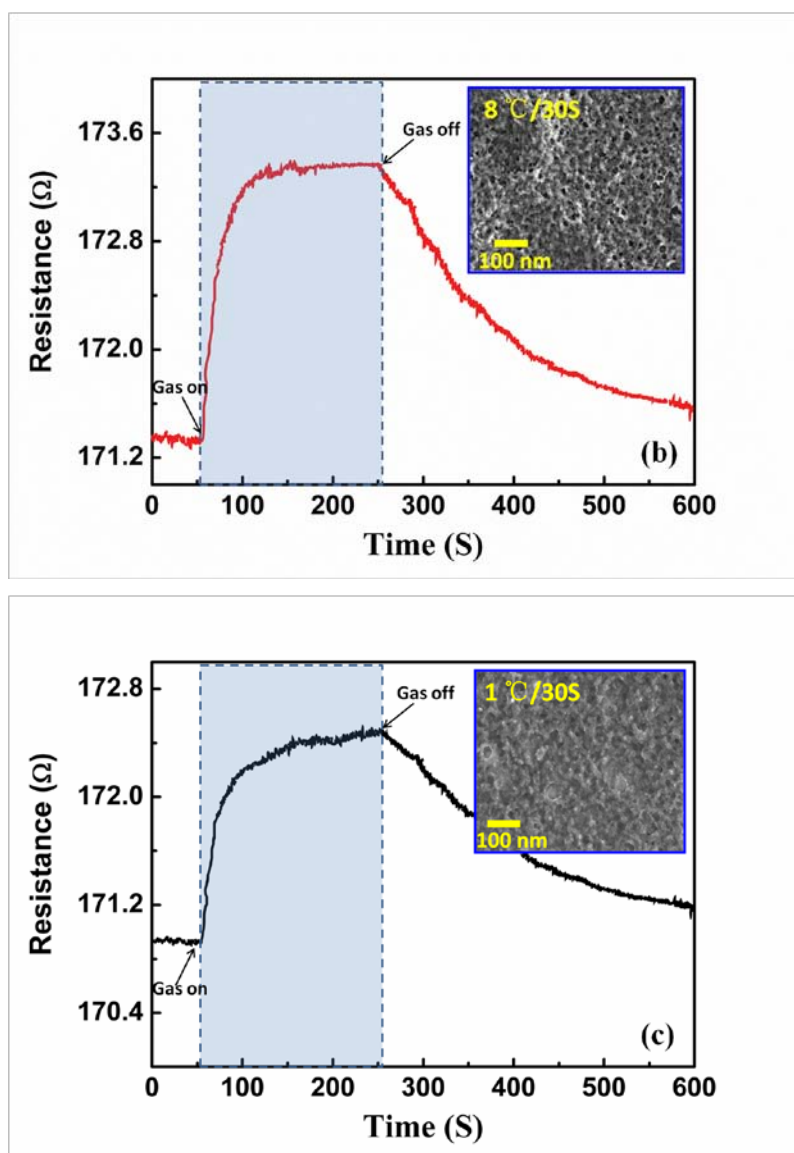 173.6
172.8
172.0
171.2
Resistance (Ω)
Gas on
Gas off
8 ℃/30S
100 nm
(b)
0 100 200 300 400 500 600
Time (S)
172.8
172.0
171.2
170.4
Resistance (Ω)
Gas on
Gas off
1 ℃/30S
100 nm
(c)
0 100 200 300 400 500 600
Time (S)